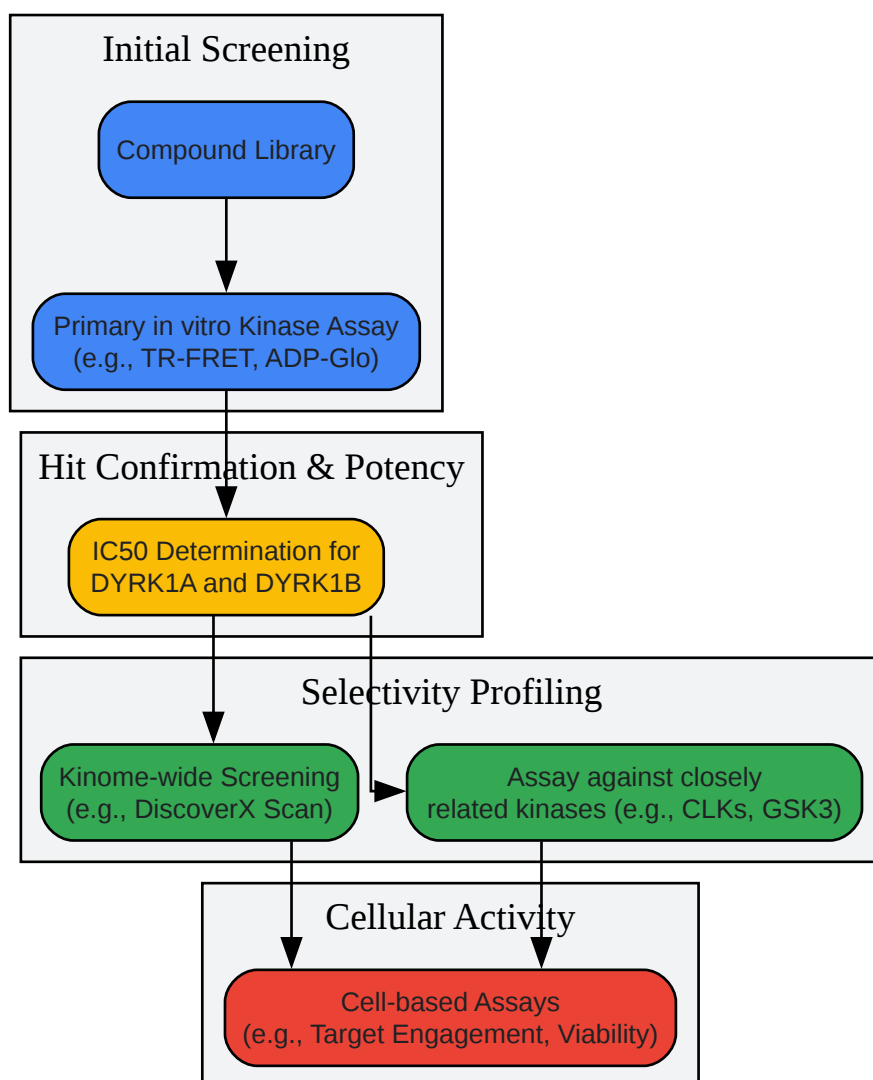 Initial Screening
Compound Library
Primary in vitro Kinase Assay
(e.g., TR-FRET, ADP-Glo)
Hit Confirmation & Potency
IC50 Determination for
DYRK1A and DYRK1B
Selectivity Profiling
Kinome-wide Screening
(e.g., DiscoverX Scan)
Assay against closely
related kinases (e.g., CLKs, GSK3)
Cellular Activity
Cell-based Assays
(e.g., Target Engagement, Viability)